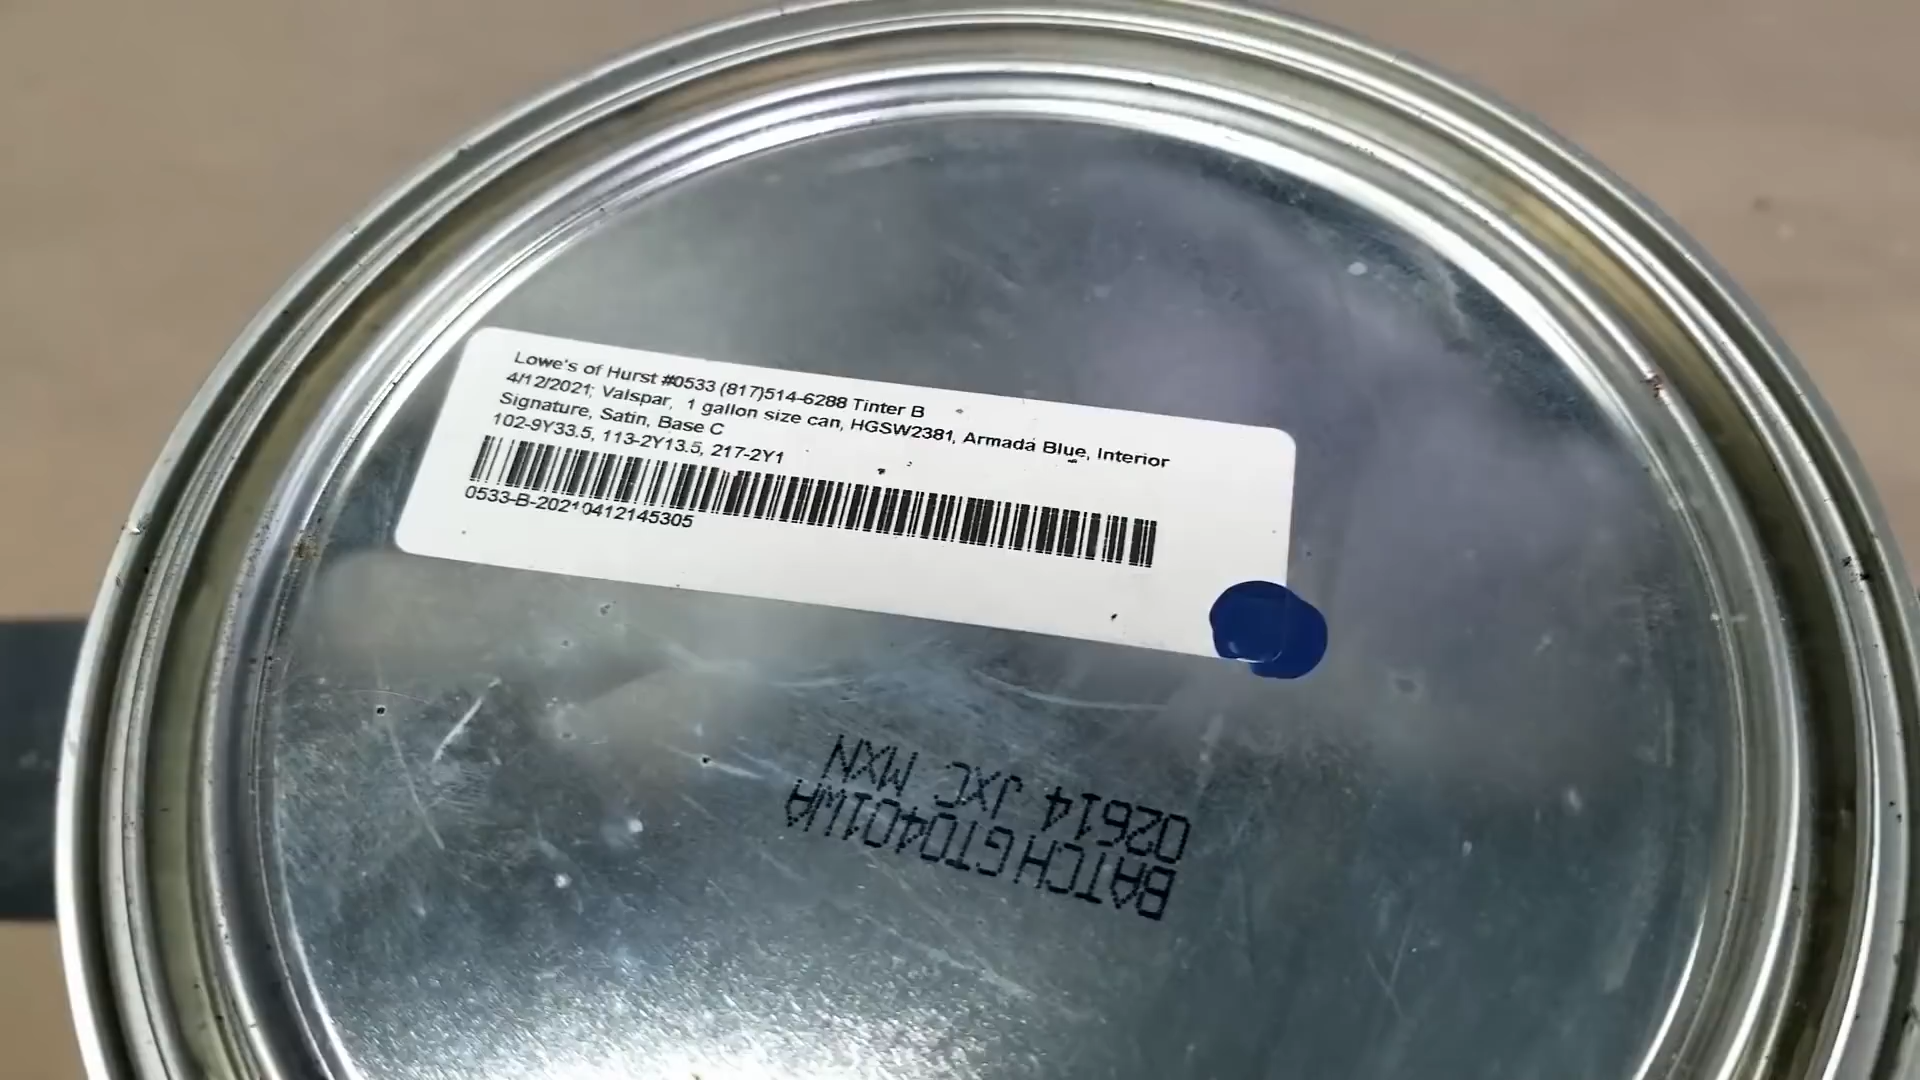 Lowe's of Hurst #0533 (817)514-6288 Tinter B
4/12/2021; Valspar, 1 gallon size can, HGSW2381, Armada Blue, Interior
Signature, Satin, Base C
102-9Y33.5, 113-2Y13.5, 217-2Y1
0533-B-20210412145305
BATCH GT0401WA
02614 JXC MXN